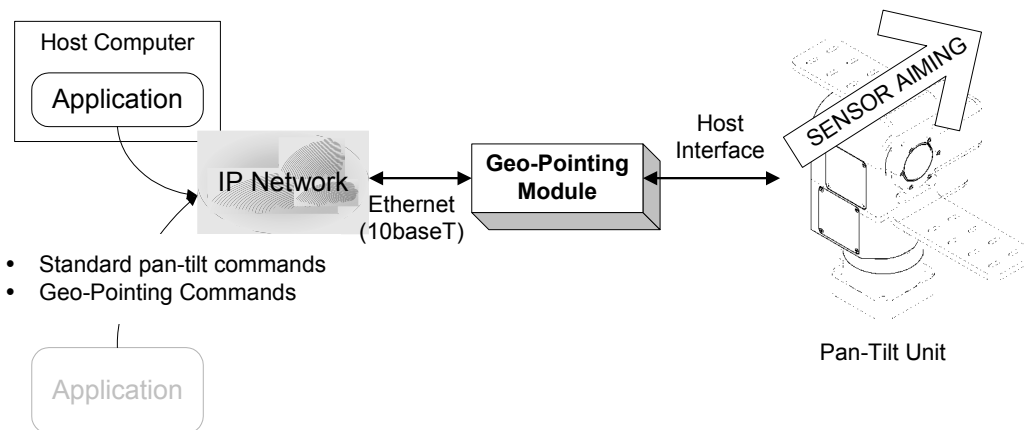 Host Computer
Application
IP Network
Ethernet
(10baseT)
Geo-Pointing
Module
Host
Interface
SENSOR AIMING
• Standard pan-tilt commands
• Geo-Pointing Commands
Pan-Tilt Unit
Application